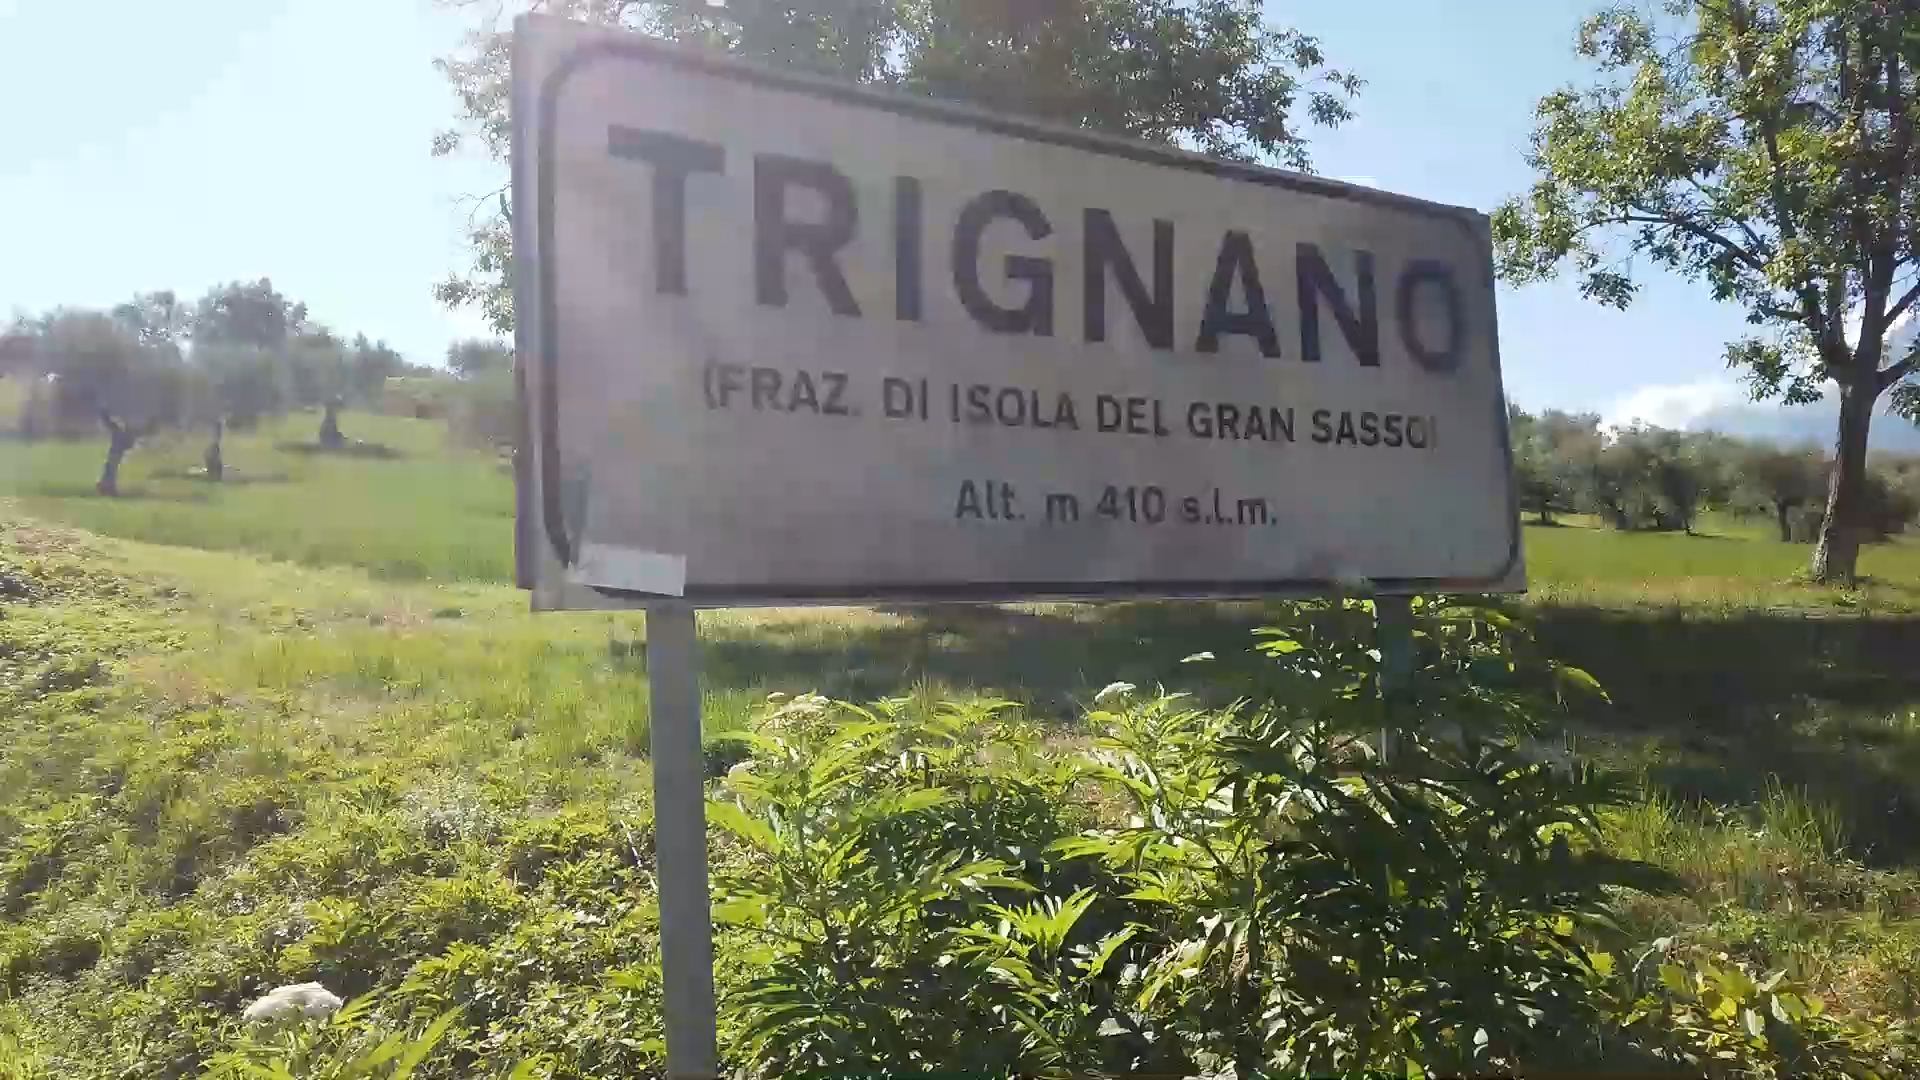 TRIGNANO
(FRAZ. DI ISOLA DEL GRAN SASSO)
Alt. m 410 s.l.m.